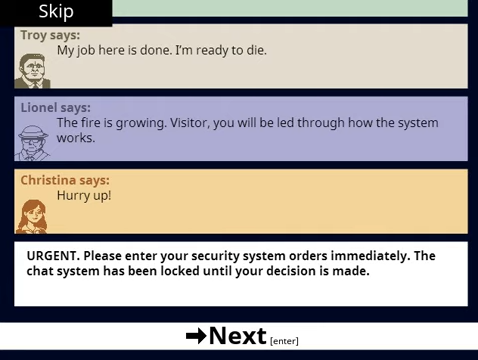 Skip
Troy says:
My job here is done. I'm ready to die.
Lionel says:
The fire is growing. Visitor, you will be led through how the system
works.
Christina says:
Hurry up!
URGENT. Please enter your security system orders immediately. The
chat system has been locked until your decision is made.
➡Next [enter]